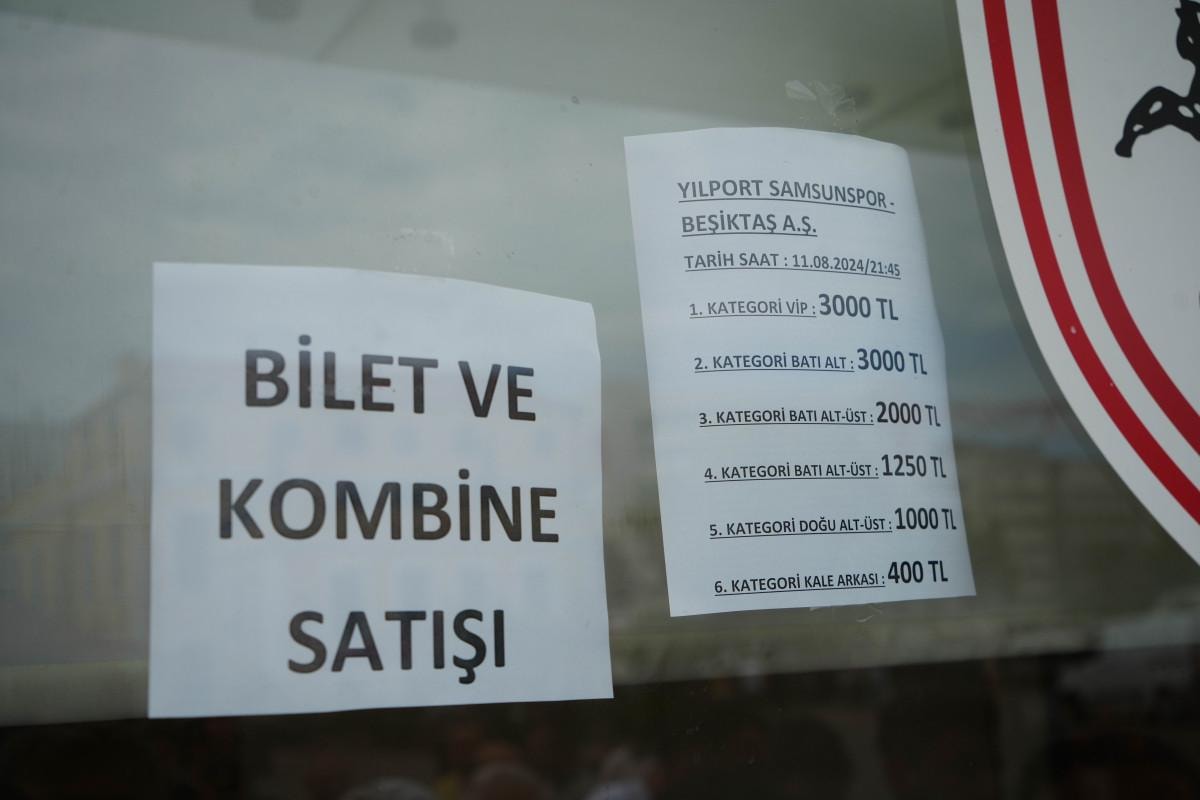 BİLET VE
KOMBİNE
SATIŞI
YILPORT SAMSUNSPOR -
BEŞİKTAŞ A.Ş.
TARİH SAAT : 11.08.2024/21:45
1. KATEGORİ VİP : 3000 TL
2. KATEGORİ BATI ALT : 3000 TL
3. KATEGORİ BATI ALT-ÜST : 2000 TL
4. KATEGORİ BATI ALT-ÜST : 1250 TL
5. KATEGORİ DOĞU ALT-ÜST : 1000 TL
6. KATEGORİ KALE ARKASI : 400 TL